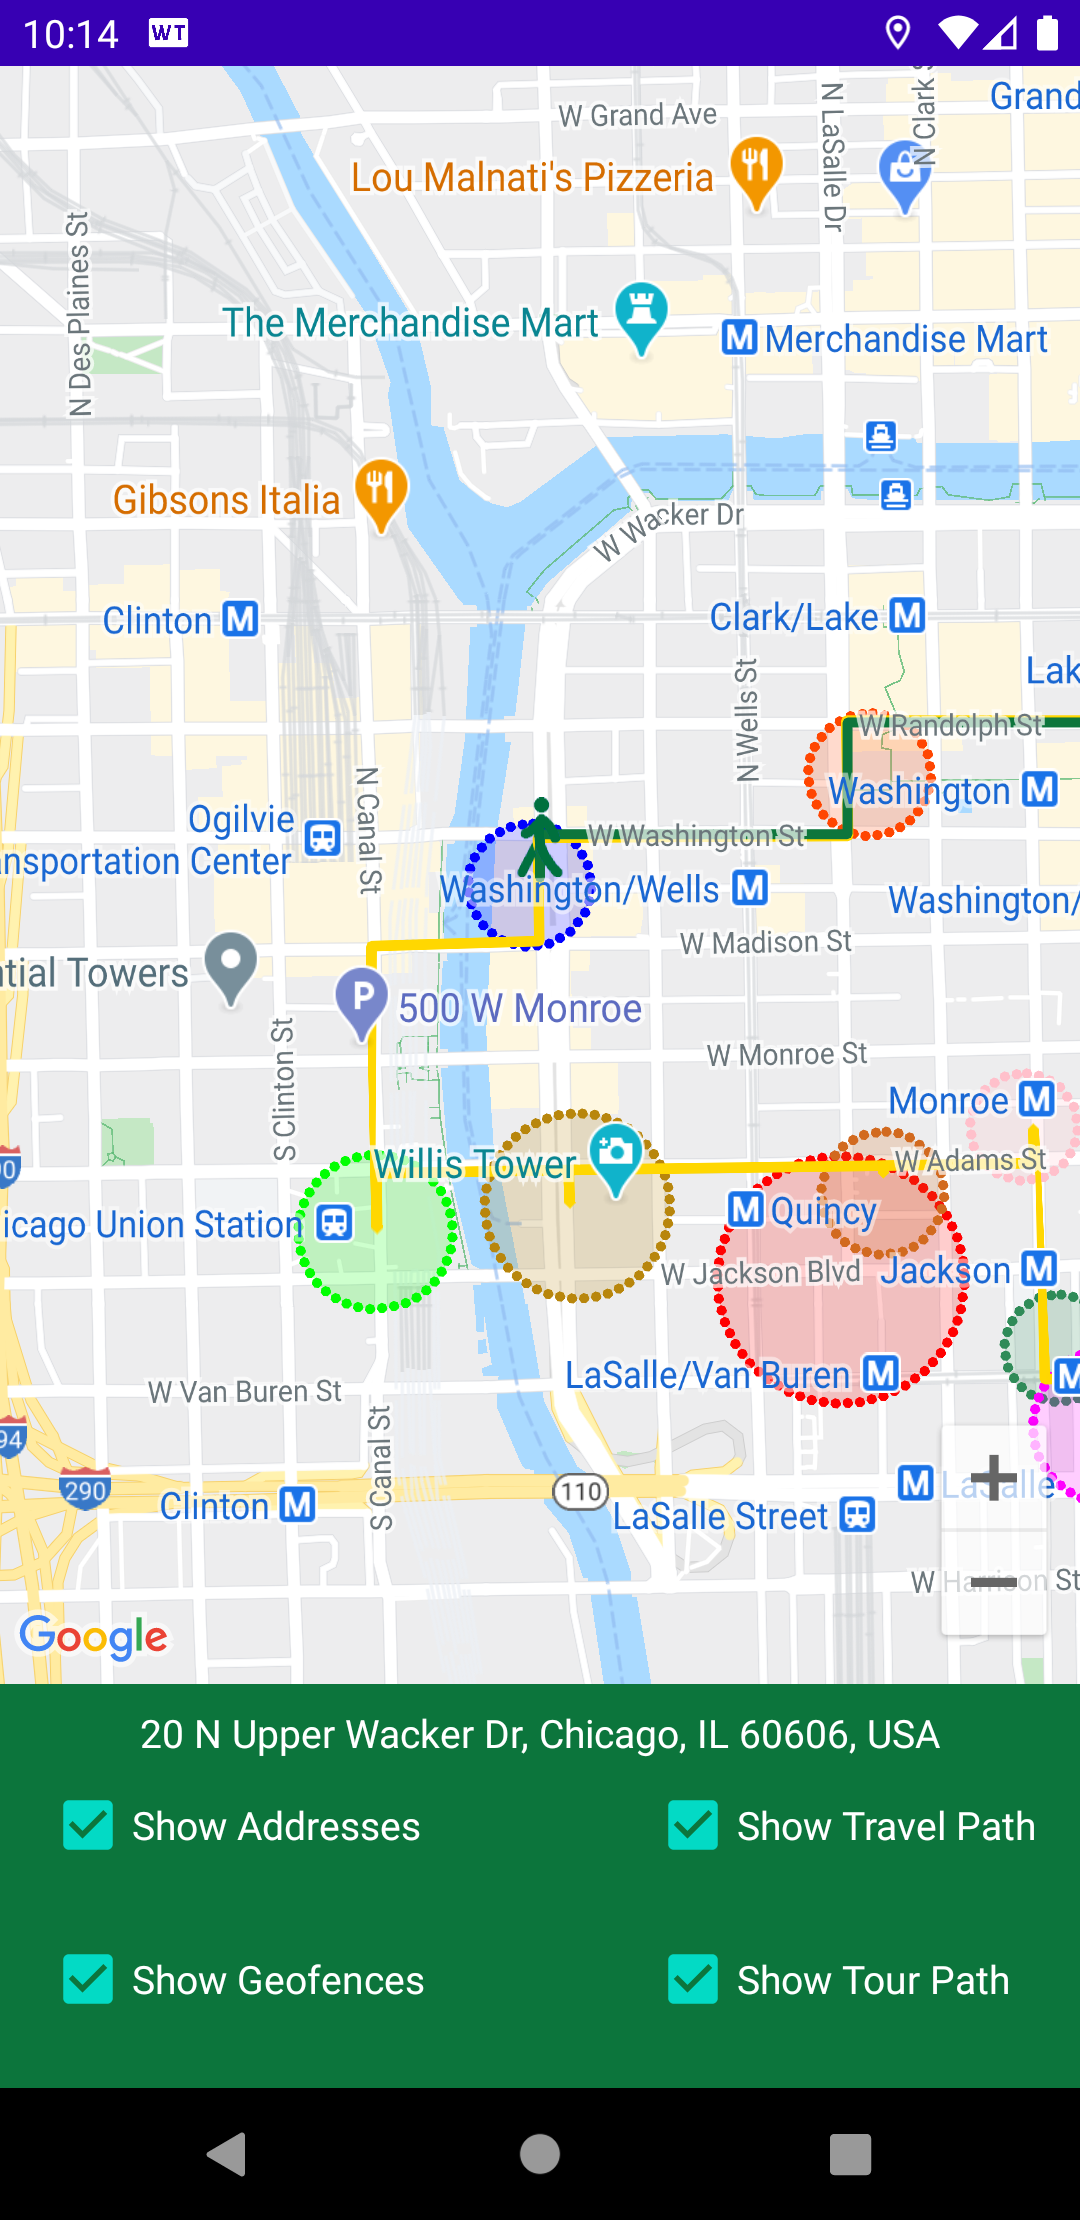 10:14 WT
W Grand Ave
N LaSalle Dr
N Clark S
Grand
Lou Malnati's Pizzeria
N Des Plaines St
The Merchandise Mart
M Merchandise Mart
Gibsons Italia
W Wacker Dr
Clinton M
Clark/Lake M
Lak
N Wells St
W Randolph St
N Canal St
Washington M
Ogilvie
ansportation Center
W Washington St
Washington/Wells M
Washington/
W Madison St
ntial Towers
P 500 W Monroe
S Clinton St
W Monroe St
Monroe M
90
Willis Tower
W Adams St
icago Union Station
M Quincy
W Jackson Blvd
Jackson M
LaSalle/Van Buren M
M
W Van Buren St
94
S Canal St
290
110
M LaSalle
Clinton M
LaSalle Street
W Harrison St
Google
20 N Upper Wacker Dr, Chicago, IL 60606, USA
Show Addresses
Show Travel Path
Show Geofences
Show Tour Path